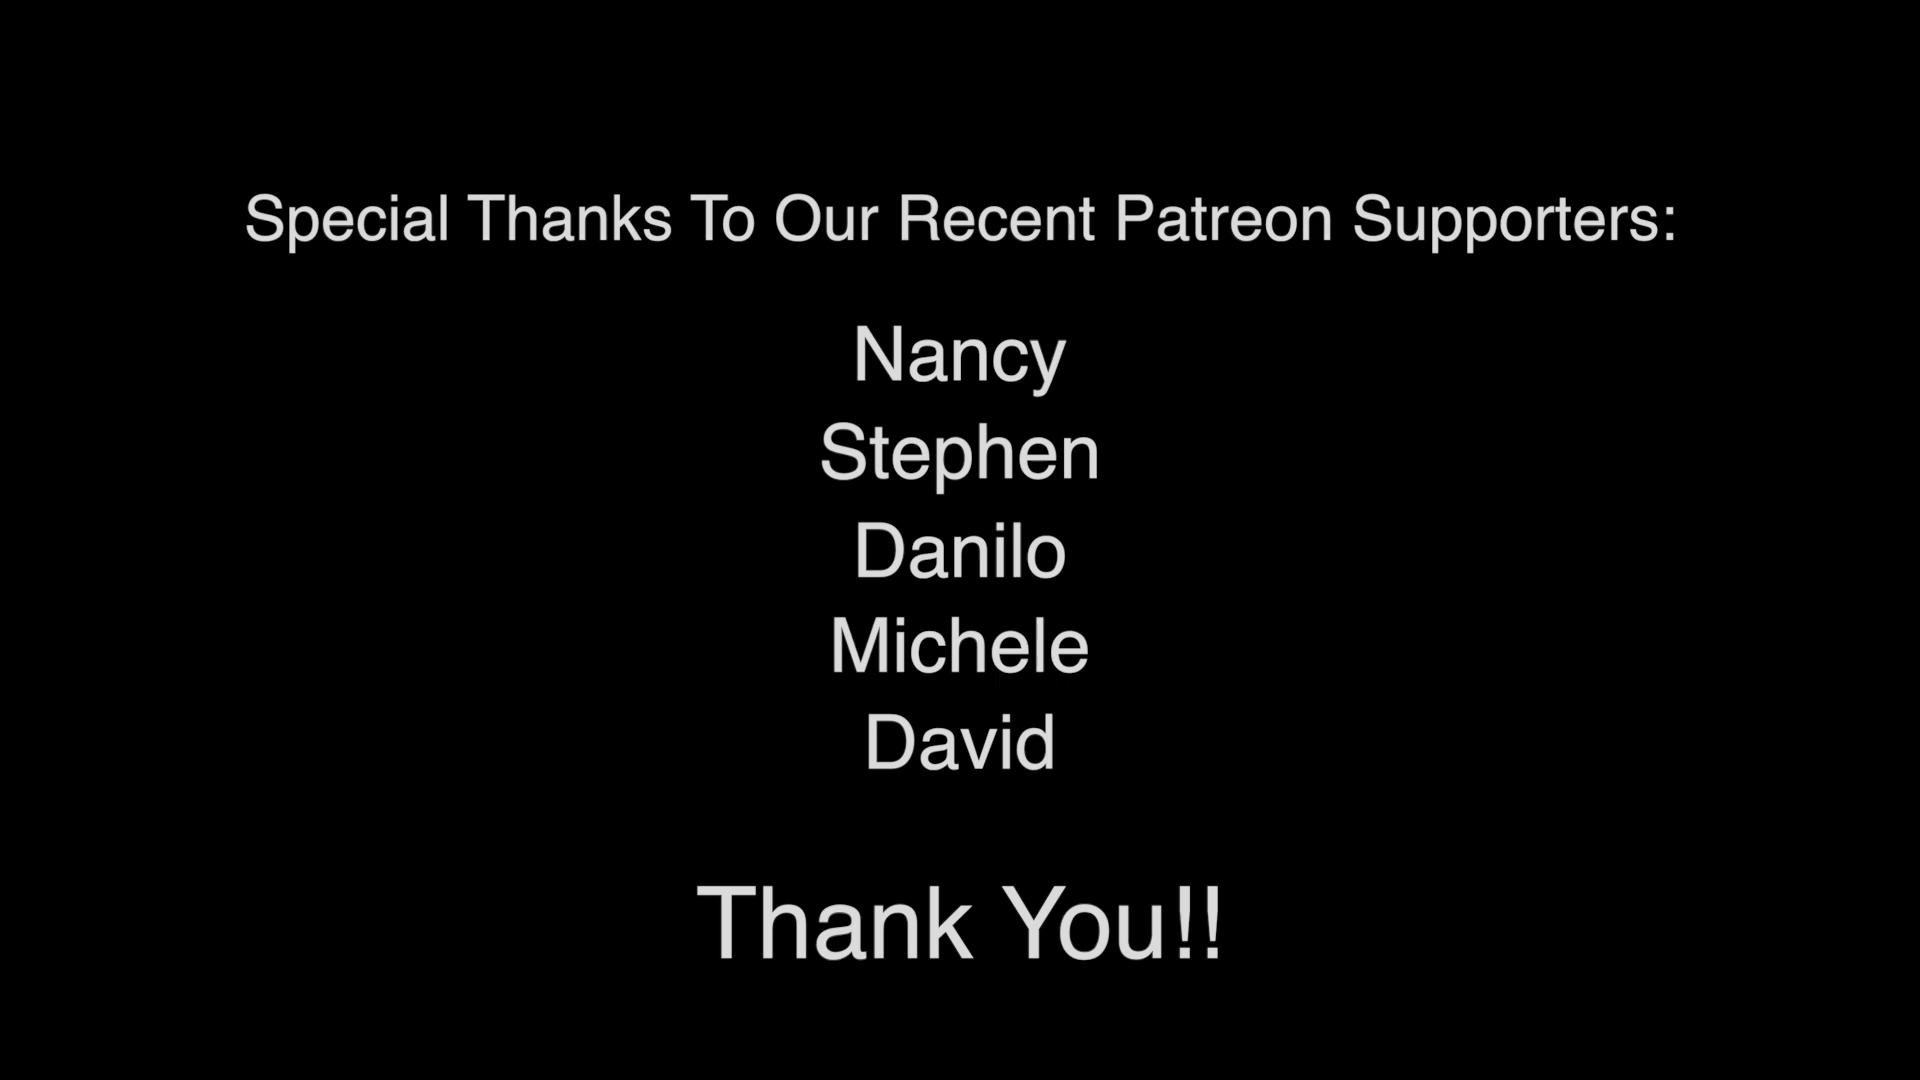 Special Thanks To Our Recent Patreon Supporters:
Nancy
Stephen
Danilo
Michele
David
Thank You!!